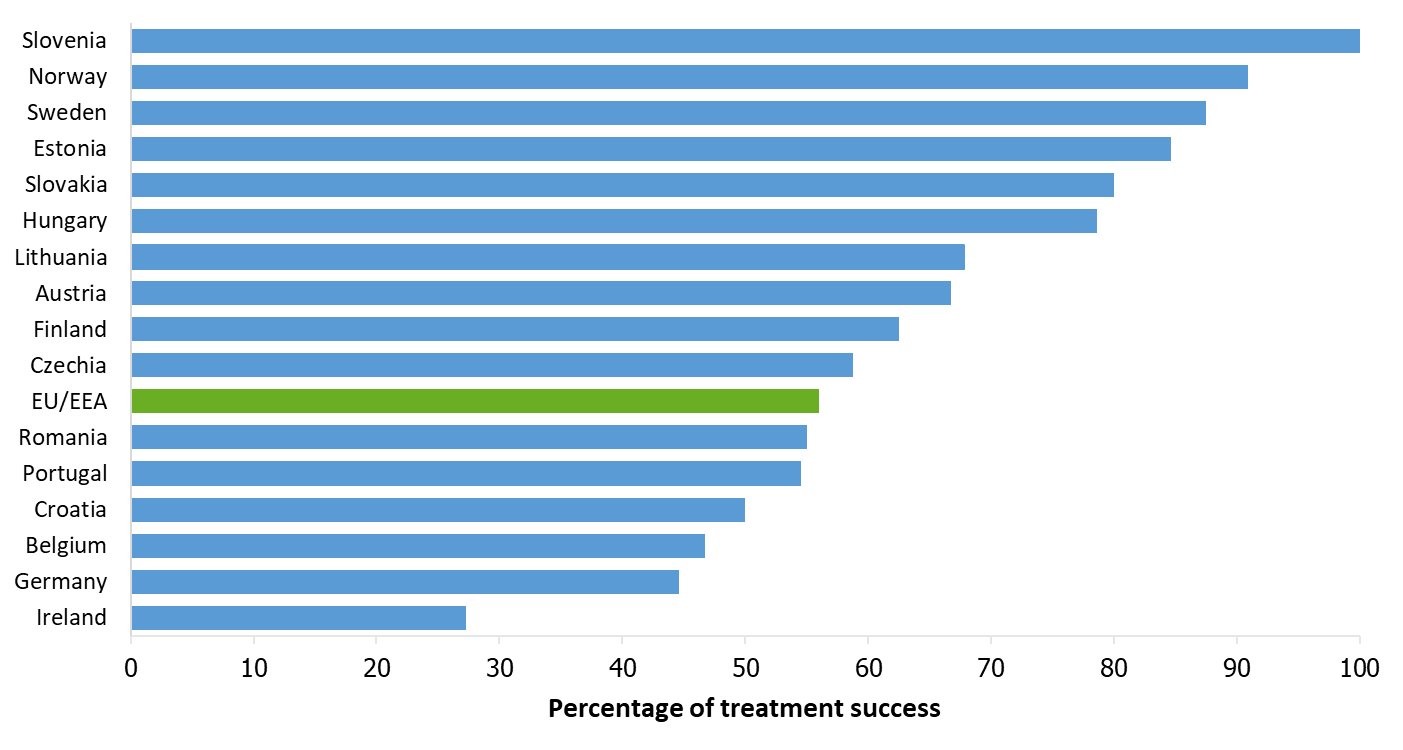 Slovenia
Norway
Sweden
Estonia
Slovakia
Hungary
Lithuania
Austria
Finland
Czechia
EU/EEA
Romania
Portugal
Croatia
Belgium
Germany
Ireland
0 10 20 30 40 50 60 70 80 90 100
Percentage of treatment success